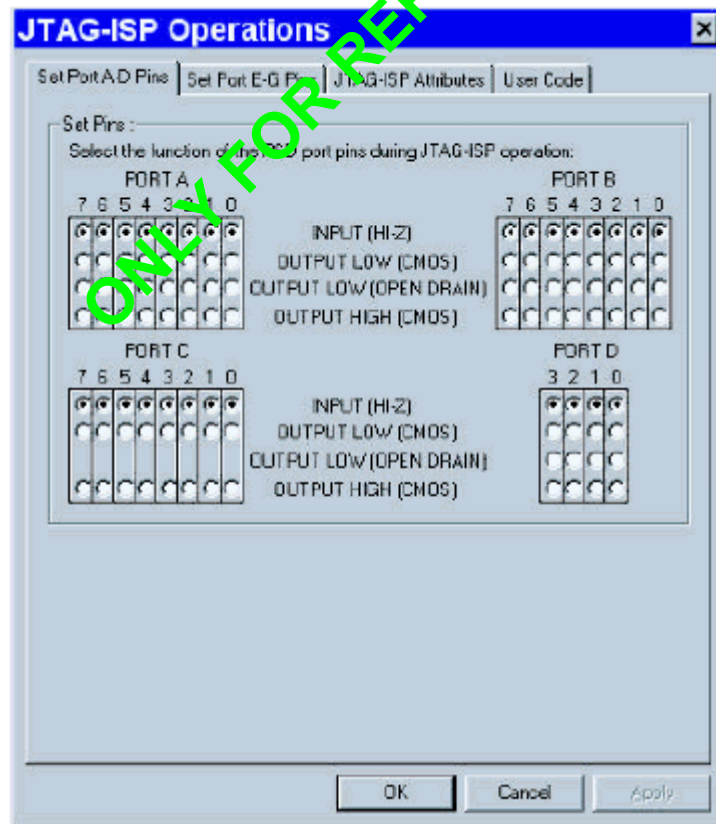 JTAG-ISP Operations
Set Port A-D Pins
Set Port E-G Pins
JTAG-ISP Attributes
User Code
Set Pins :
Select the function of the PSD port pins during JTAG-ISP operation:
PORT A
PORT B
7 6 5 4 3 2 1 0
7 6 5 4 3 2 1 0
INPUT (HI-Z)
OUTPUT LOW (CMOS)
OUTPUT LOW (OPEN DRAIN)
OUTPUT HIGH (CMOS)
PORT C
PORT D
7 6 5 4 3 2 1 0
3 2 1 0
INPUT (HI-Z)
OUTPUT LOW (CMOS)
OUTPUT LOW (OPEN DRAIN)
OUTPUT HIGH (CMOS)
OK
Cancel
Apply
ONLY FOR